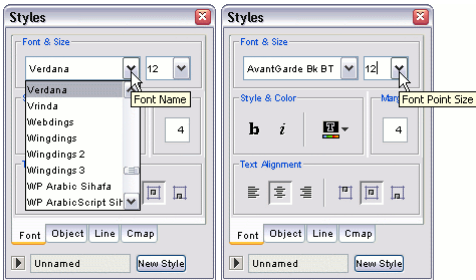 Styles
Font & Size
Verdana
12
Font Name
Verdana
Vrinda
Webdings
Wingdings
Wingdings 2
Wingdings 3
WP Arabic Sihafa
WP ArabicScript Sih
4
Font
Object
Line
Cmap
Unnamed
New Style
Styles
Font & Size
AvantGarde Bk BT
12
Font Point Size
Style & Color
b
i
4
Text Alignment
Font
Object
Line
Cmap
Unnamed
New Style